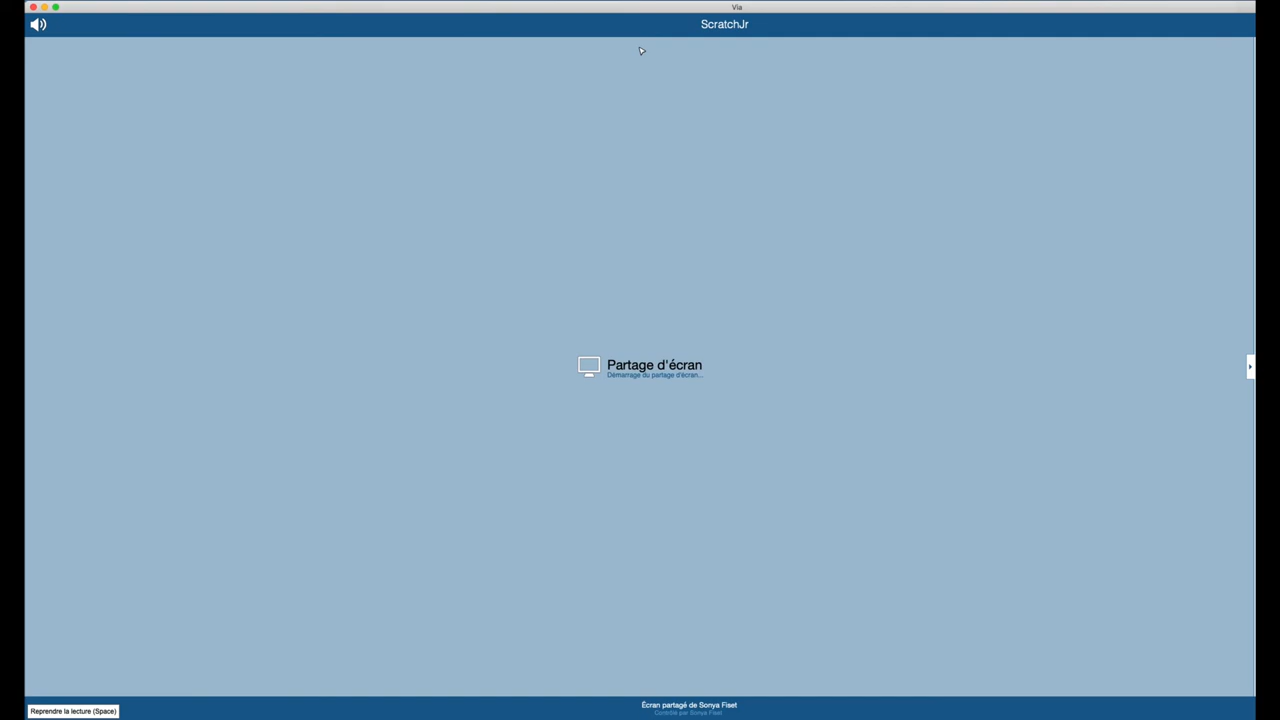 Via
ScratchJr
Partage d'écran
Démarrage du partage d'écran...
Écran partagé de Sonya Fiset
Contrôlé par Sonya Fiset
Reprendre la lecture (Space)